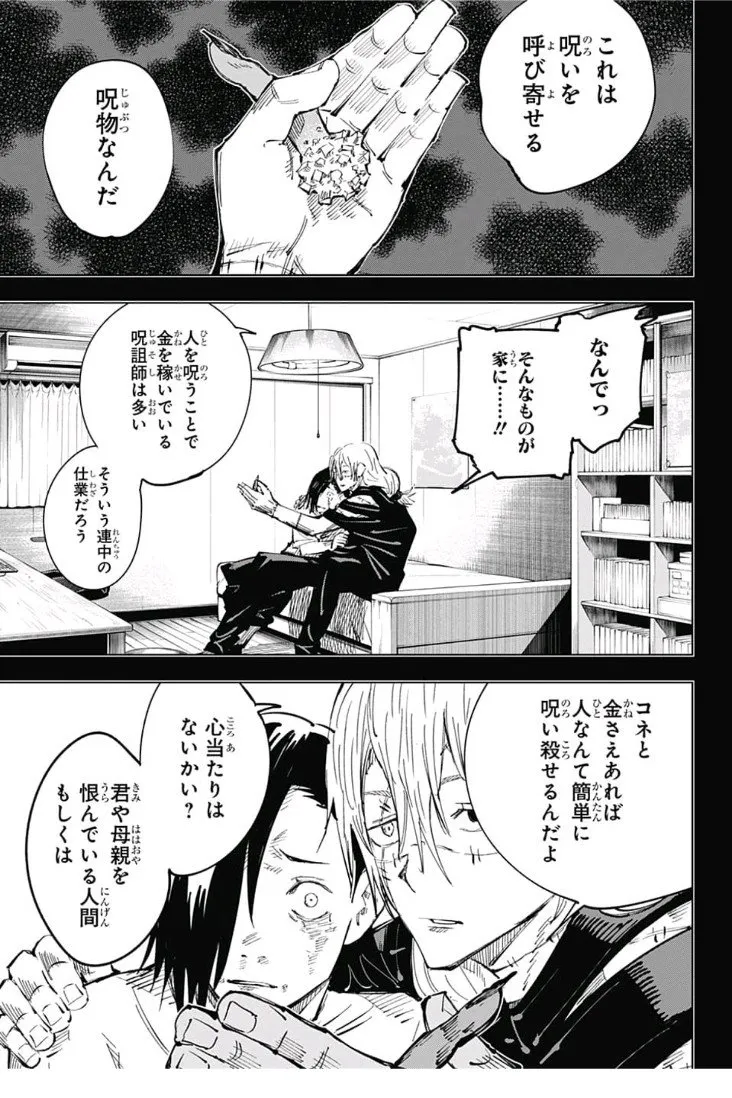 これは
呪いを
呼び寄せる
呪物なんだ
なんでっ
そんなものが
家に……!!
人を呪うことで
金を稼いでいる
呪詛師は多い
そういう連中の
仕業だろう
コネと
金さえあれば
人なんて簡単に
呪い殺せるんだよ
心当たりは
ないかい？
君や母親を
恨んでいる人間
もしくは